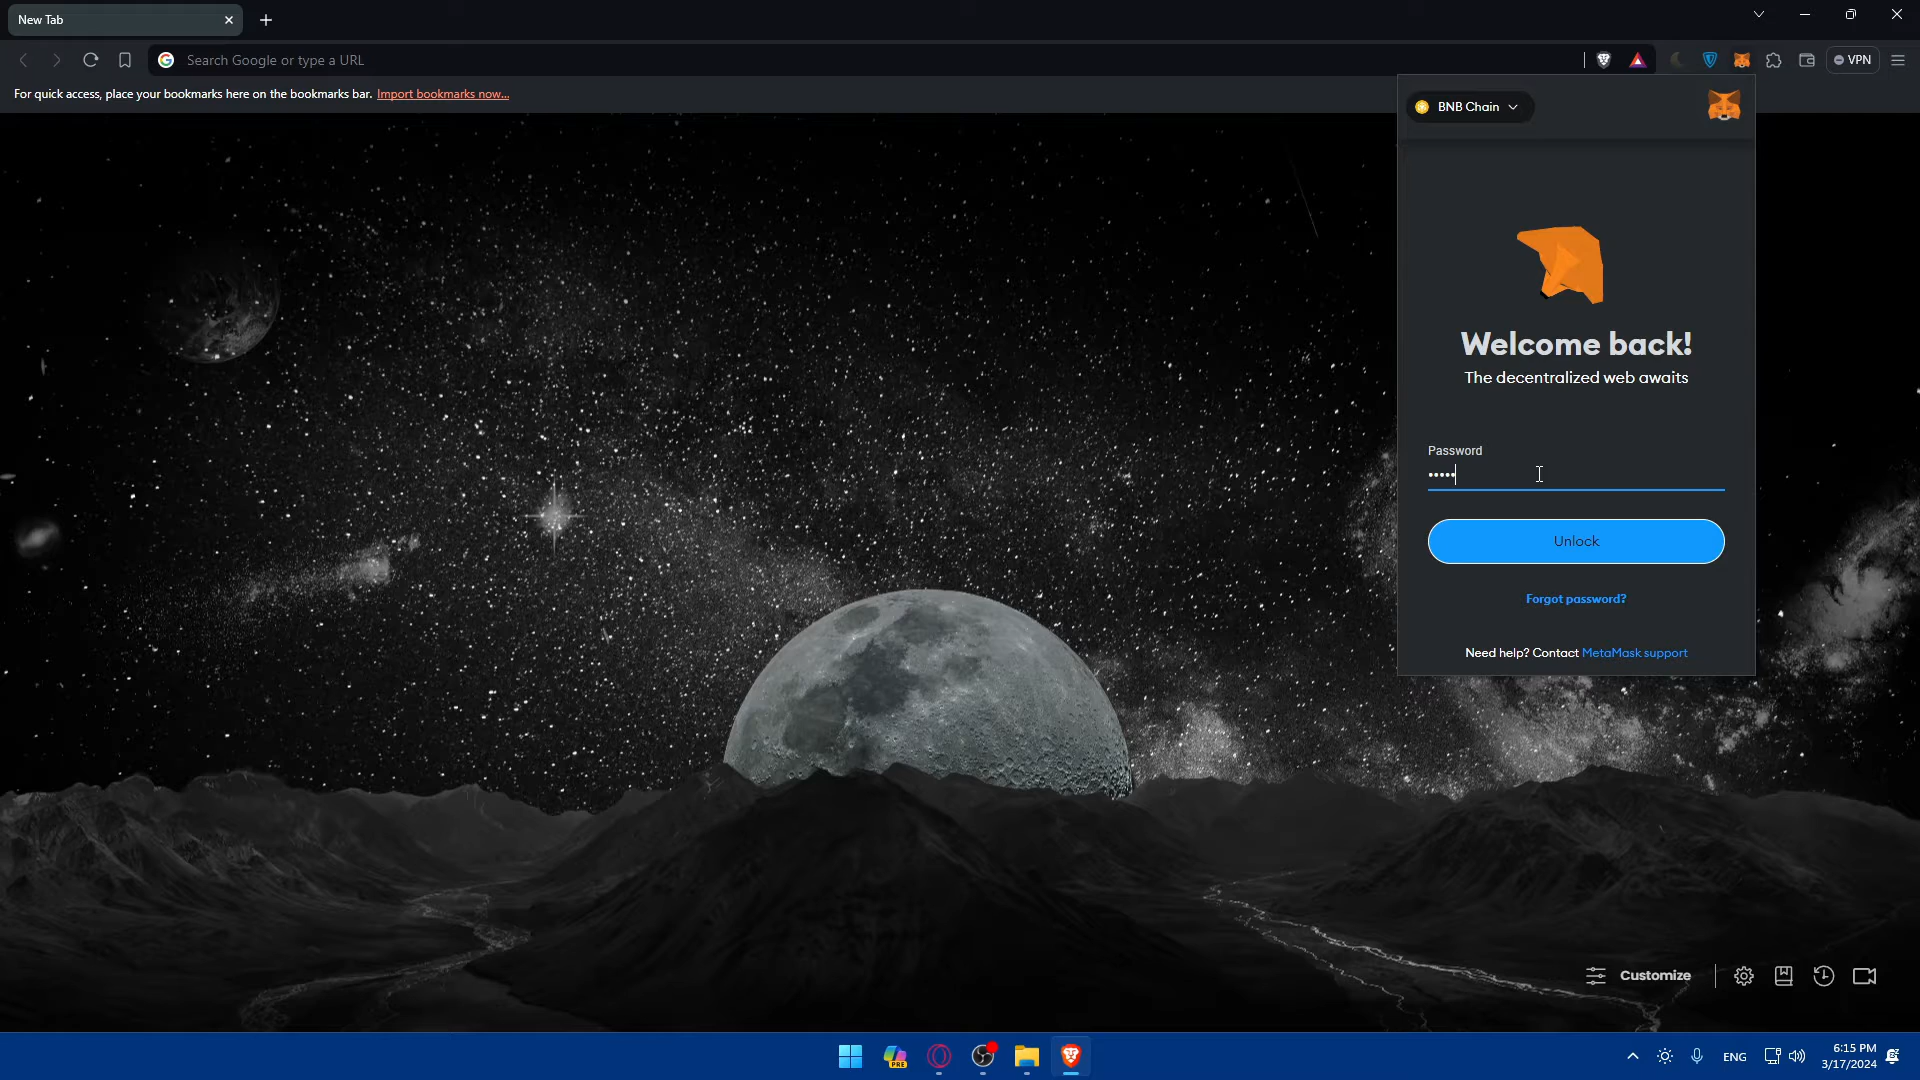 New Tab
Search Google or type a URL
VPN
For quick access, place your bookmarks here on the bookmarks bar. Import bookmarks now...
BNB Chain
Welcome back!
The decentralized web awaits
Password
•••••
Unlock
Forgot password?
Need help? Contact MetaMask support
Customize
PRE
ENG
6:15 PM
3/17/2024